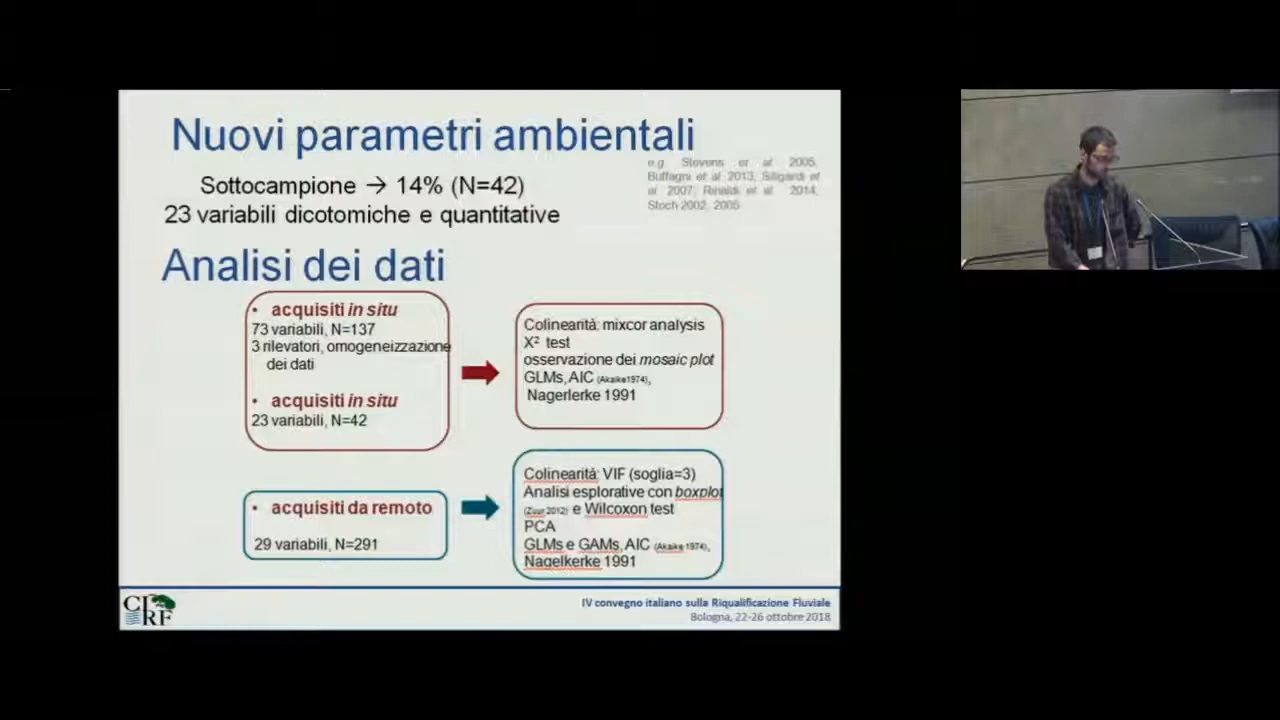 Nuovi parametri ambientali
e.g. Stevens et al 2005,
Buffagni et al 2013, Siligardi et
al 2007, Rinaldi et al 2014,
Stoch 2002, 2005
Sottocampione → 14% (N=42)
23 variabili dicotomiche e quantitative
Analisi dei dati
• acquisiti in situ
73 variabili, N=137
3 rilevatori, omogeneizzazione
dei dati
• acquisiti in situ
23 variabili, N=42
Colinearità: mixcor analysis
X² test
osservazione dei mosaic plot
GLMs, AIC (Akaike1974),
Nagerlerke 1991
• acquisiti da remoto
29 variabili, N=291
Colinearità: VIF (soglia=3)
Analisi esplorative con boxplot
(Zuur 2012) e Wilcoxon test
PCA
GLMs e GAMs, AIC (Akaike 1974),
Nagelkerke 1991
CIRF
IV convegno italiano sulla Riqualificazione Fluviale
Bologna, 22-26 ottobre 2018